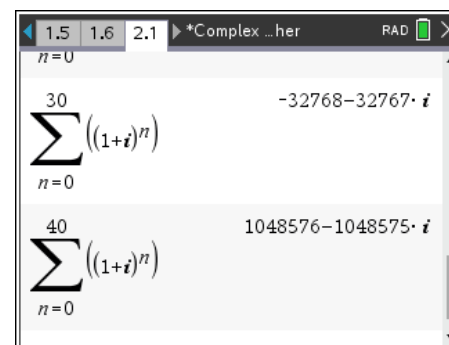 1.5 1.6 2.1 *Complex …her RAD
n=0
30
∑ ((1+i)ⁿ) -32768-32767·i
n=0
40
∑ ((1+i)ⁿ) 1048576-1048575·i
n=0